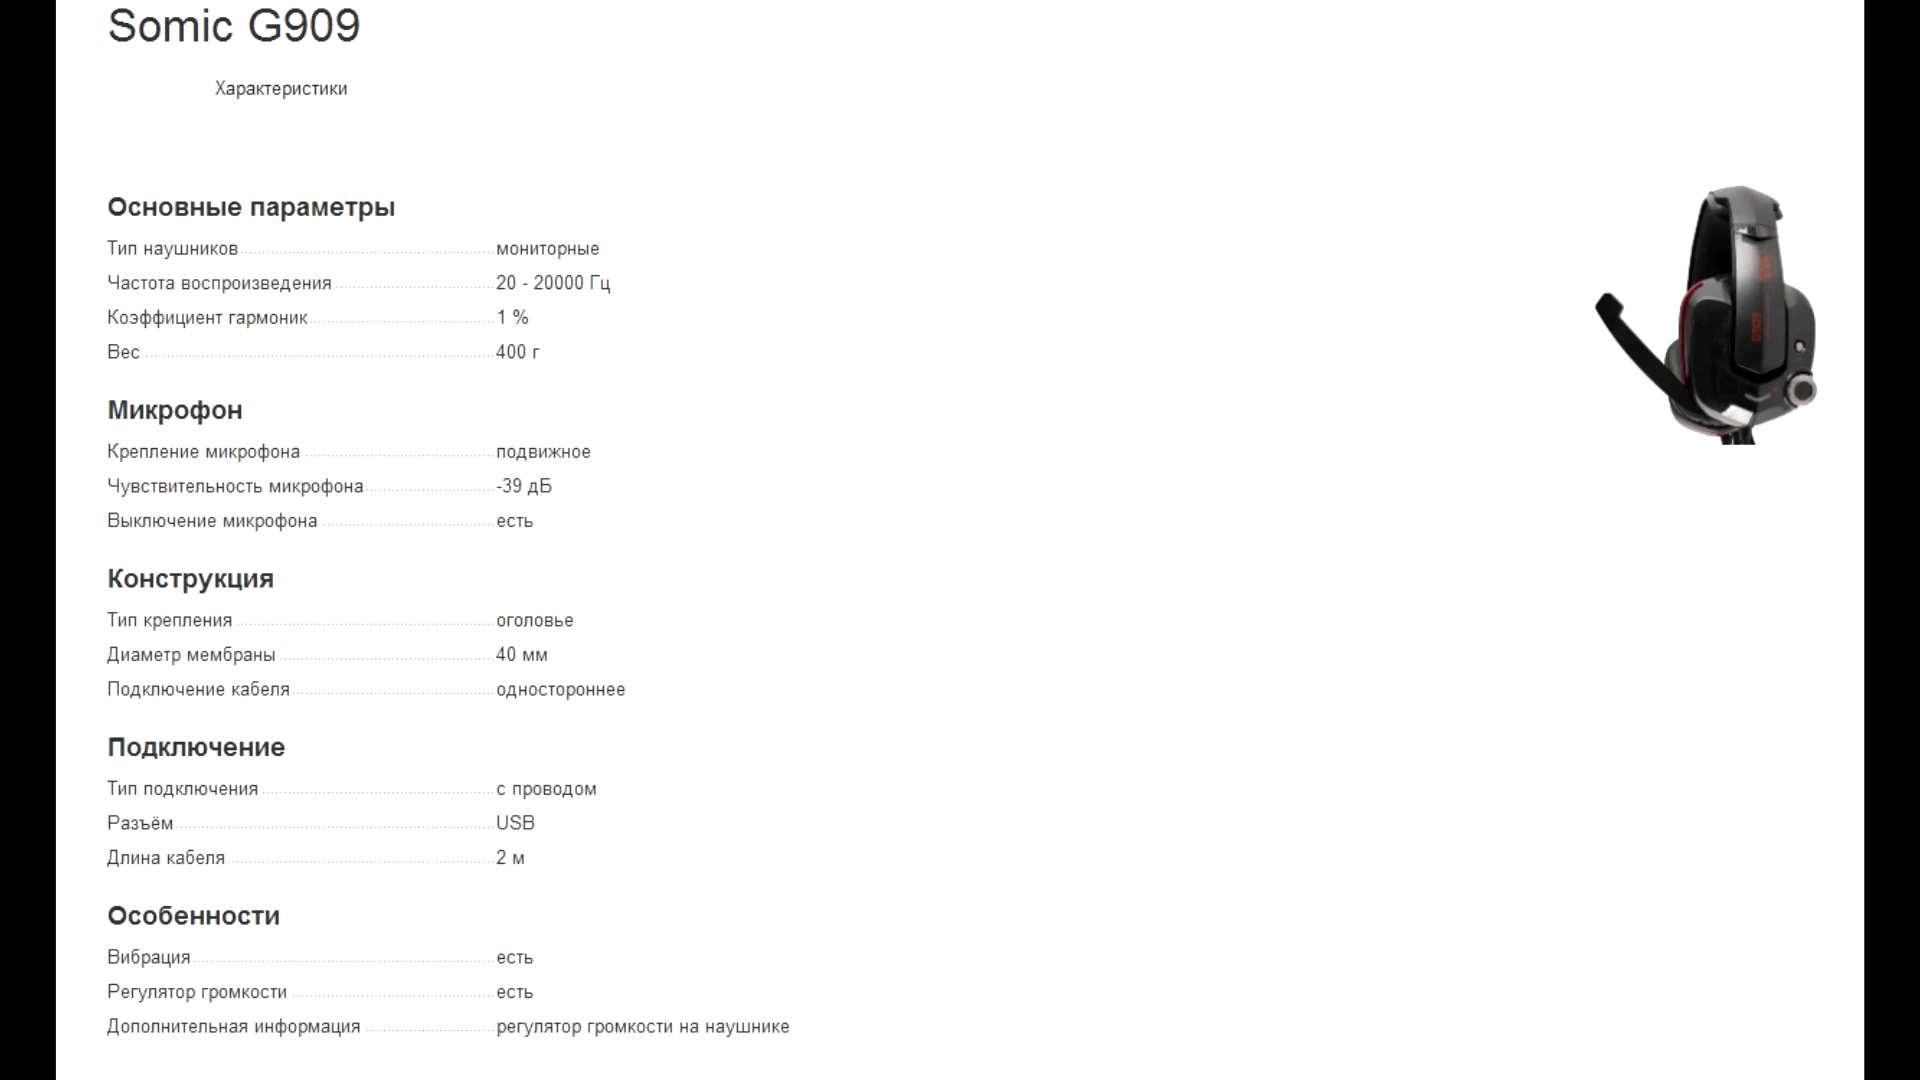 Somic G909
Характеристики
Основные параметры
Тип наушников мониторные
Частота воспроизведения 20 - 20000 Гц
Коэффициент гармоник 1 %
Вес 400 г
Микрофон
Крепление микрофона подвижное
Чувствительность микрофона -39 дБ
Выключение микрофона есть
Конструкция
Тип крепления оголовье
Диаметр мембраны 40 мм
Подключение кабеля одностороннее
Подключение
Тип подключения с проводом
Разъём USB
Длина кабеля 2 м
Особенности
Вибрация есть
Регулятор громкости есть
Дополнительная информация регулятор громкости на наушнике